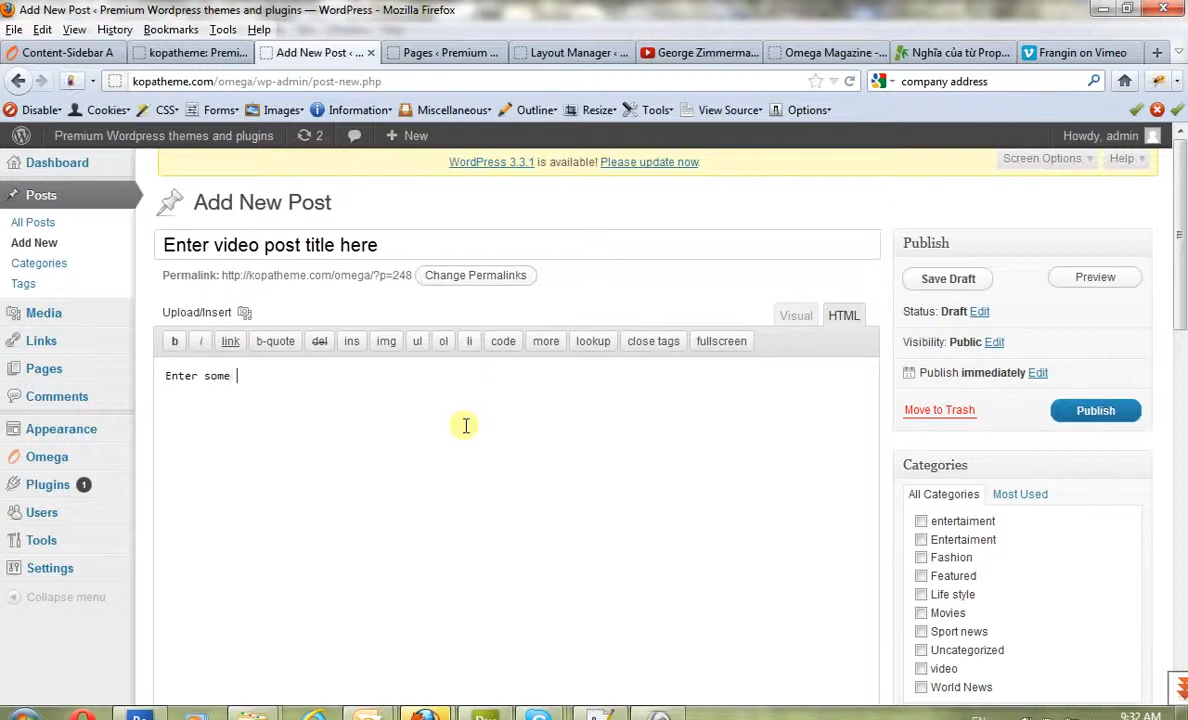 Add New Post ‹ Premium Wordpress themes and plugins — WordPress - Mozilla Firefox
File Edit View History Bookmarks Tools Help
Content-Sidebar A kopatheme: Premi... Add New Post ‹ ... × Pages ‹ Premium ... Layout Manager ‹ ... George Zimmerma... Omega Magazine -... Nghĩa của từ Prop... Frangin on Vimeo
kopatheme.com/omega/wp-admin/post-new.php company address
Disable Cookies CSS Forms Images Information Miscellaneous Outline Resize Tools View Source Options
Premium Wordpress themes and plugins 2 New Howdy, admin
WordPress 3.3.1 is available! Please update now.
Screen Options Help
Dashboard
Posts
All Posts
Add New
Categories
Tags
Media
Links
Pages
Comments
Appearance
Omega
Plugins 1
Users
Tools
Settings
Collapse menu
Add New Post
Enter video post title here
Permalink: http://kopatheme.com/omega/?p=248 Change Permalinks
Upload/Insert
Visual HTML
b i link b-quote del ins img ul ol li code more lookup close tags fullscreen
Enter some
Publish
Save Draft Preview
Status: Draft Edit
Visibility: Public Edit
Publish immediately Edit
Move to Trash Publish
Categories
All Categories Most Used
entertaiment
Entertaiment
Fashion
Featured
Life style
Movies
Sport news
Uncategorized
video
World News
EN 9:32 AM